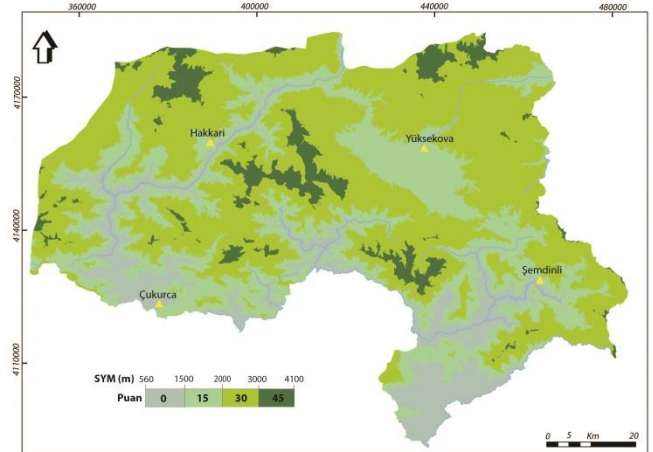 360000 400000 440000 480000
4170000
Hakkari
Yüksekova
4140000
Şemdinli
Çukurca
4110000
SYM (m) 560 1500 2000 3000 4100
Puan 0 15 30 45
0 5 Km 20